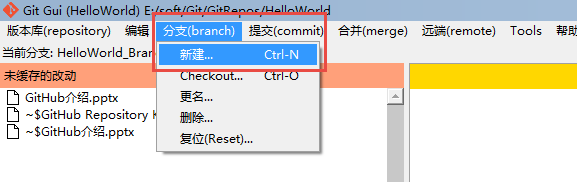 Git Gui (HelloWorld) E:/soft/Git/GitRepos/HelloWorld
版本库(repository) 编辑 分支(branch) 提交(commit) 合并(merge) 远端(remote) Tools 帮助
当前分支: HelloWorld_Bran
新建... Ctrl-N
未缓存的改动
Checkout... Ctrl-O
GitHub介绍.pptx
更名...
~$GitHub Repository
删除...
~$GitHub介绍.pptx
复位(Reset)...